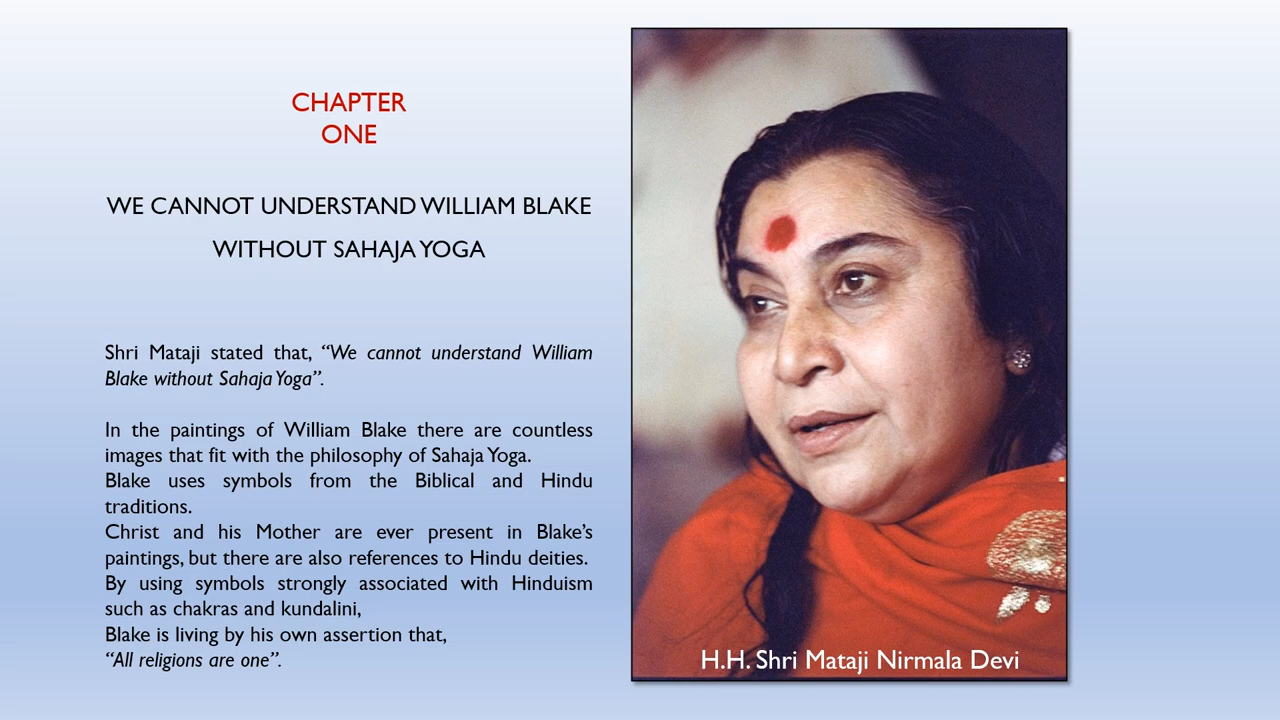 CHAPTER
ONE
WE CANNOT UNDERSTAND WILLIAM BLAKE
WITHOUT SAHAJA YOGA
Shri Mataji stated that, “We cannot understand William
Blake without Sahaja Yoga”.
In the paintings of William Blake there are countless
images that fit with the philosophy of Sahaja Yoga.
Blake uses symbols from the Biblical and Hindu
traditions.
Christ and his Mother are ever present in Blake’s
paintings, but there are also references to Hindu deities.
By using symbols strongly associated with Hinduism
such as chakras and kundalini,
Blake is living by his own assertion that,
“All religions are one”.
H.H. Shri Mataji Nirmala Devi